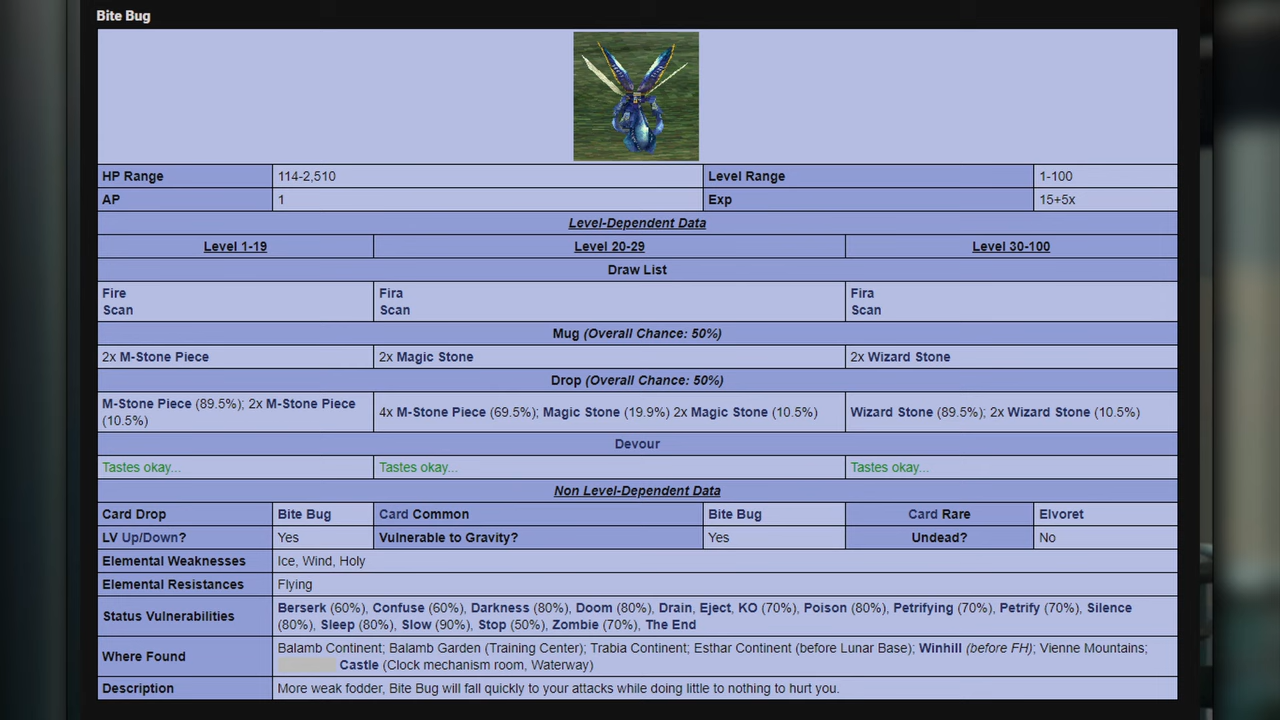 Bite Bug
HP Range 114-2,510 Level Range 1-100
AP 1 Exp 15+5x
Level-Dependent Data
Level 1-19 Level 20-29 Level 30-100
Draw List
Fire Fira Fira
Scan Scan Scan
Mug (Overall Chance: 50%)
2x M-Stone Piece 2x Magic Stone 2x Wizard Stone
Drop (Overall Chance: 50%)
M-Stone Piece (89.5%); 2x M-Stone Piece
(10.5%)
4x M-Stone Piece (69.5%); Magic Stone (19.9%) 2x Magic Stone (10.5%)
Wizard Stone (89.5%); 2x Wizard Stone (10.5%)
Devour
Tastes okay... Tastes okay... Tastes okay...
Non Level-Dependent Data
Card Drop Bite Bug Card Common Bite Bug Card Rare Elvoret
LV Up/Down? Yes Vulnerable to Gravity? Yes Undead? No
Elemental Weaknesses Ice, Wind, Holy
Elemental Resistances Flying
Status Vulnerabilities
Berserk (60%), Confuse (60%), Darkness (80%), Doom (80%), Drain, Eject, KO (70%), Poison (80%), Petrifying (70%), Petrify (70%), Silence
(80%), Sleep (80%), Slow (90%), Stop (50%), Zombie (70%), The End
Where Found
Balamb Continent; Balamb Garden (Training Center); Trabia Continent; Esthar Continent (before Lunar Base); Winhill (before FH); Vienne Mountains;
Castle (Clock mechanism room, Waterway)
Description More weak fodder, Bite Bug will fall quickly to your attacks while doing little to nothing to hurt you.